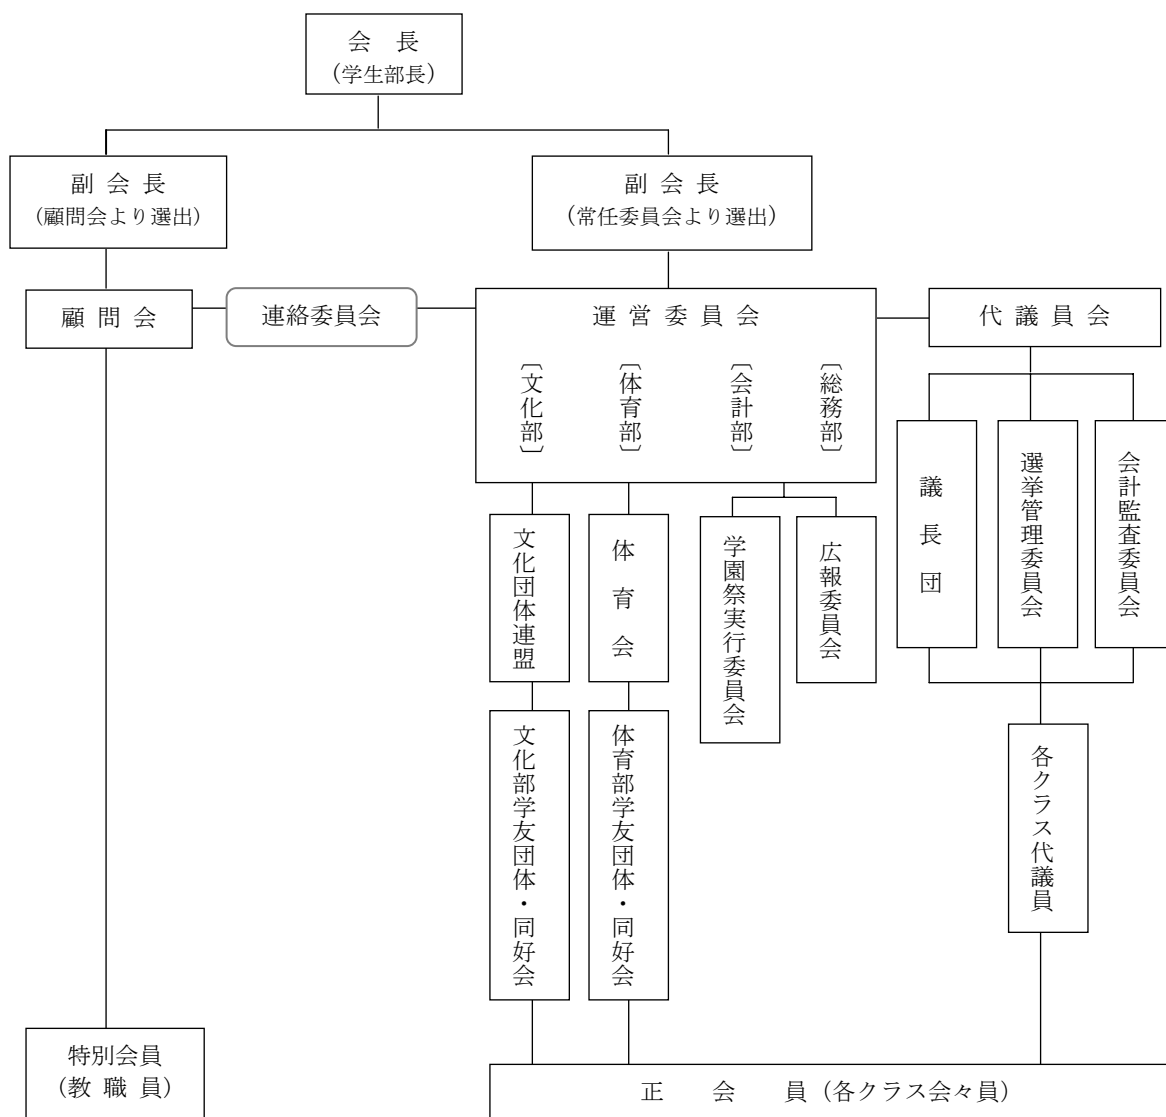 会　長
（学生部長）
副 会 長
(顧問会より選出)
副 会 長
(常任委員会より選出)
顧 問 会
連絡委員会
運 営 委 員 会
代 議 員 会
〔文化部〕
〔体育部〕
〔会計部〕
〔総務部〕
議長団
選挙管理委員会
会計監査委員会
文化団体連盟
体育会
学園祭実行委員会
広報委員会
文化部学友団体・同好会
体育部学友団体・同好会
各クラス代議員
特別会員
（教 職 員）
正　会　員（各クラス会々員）